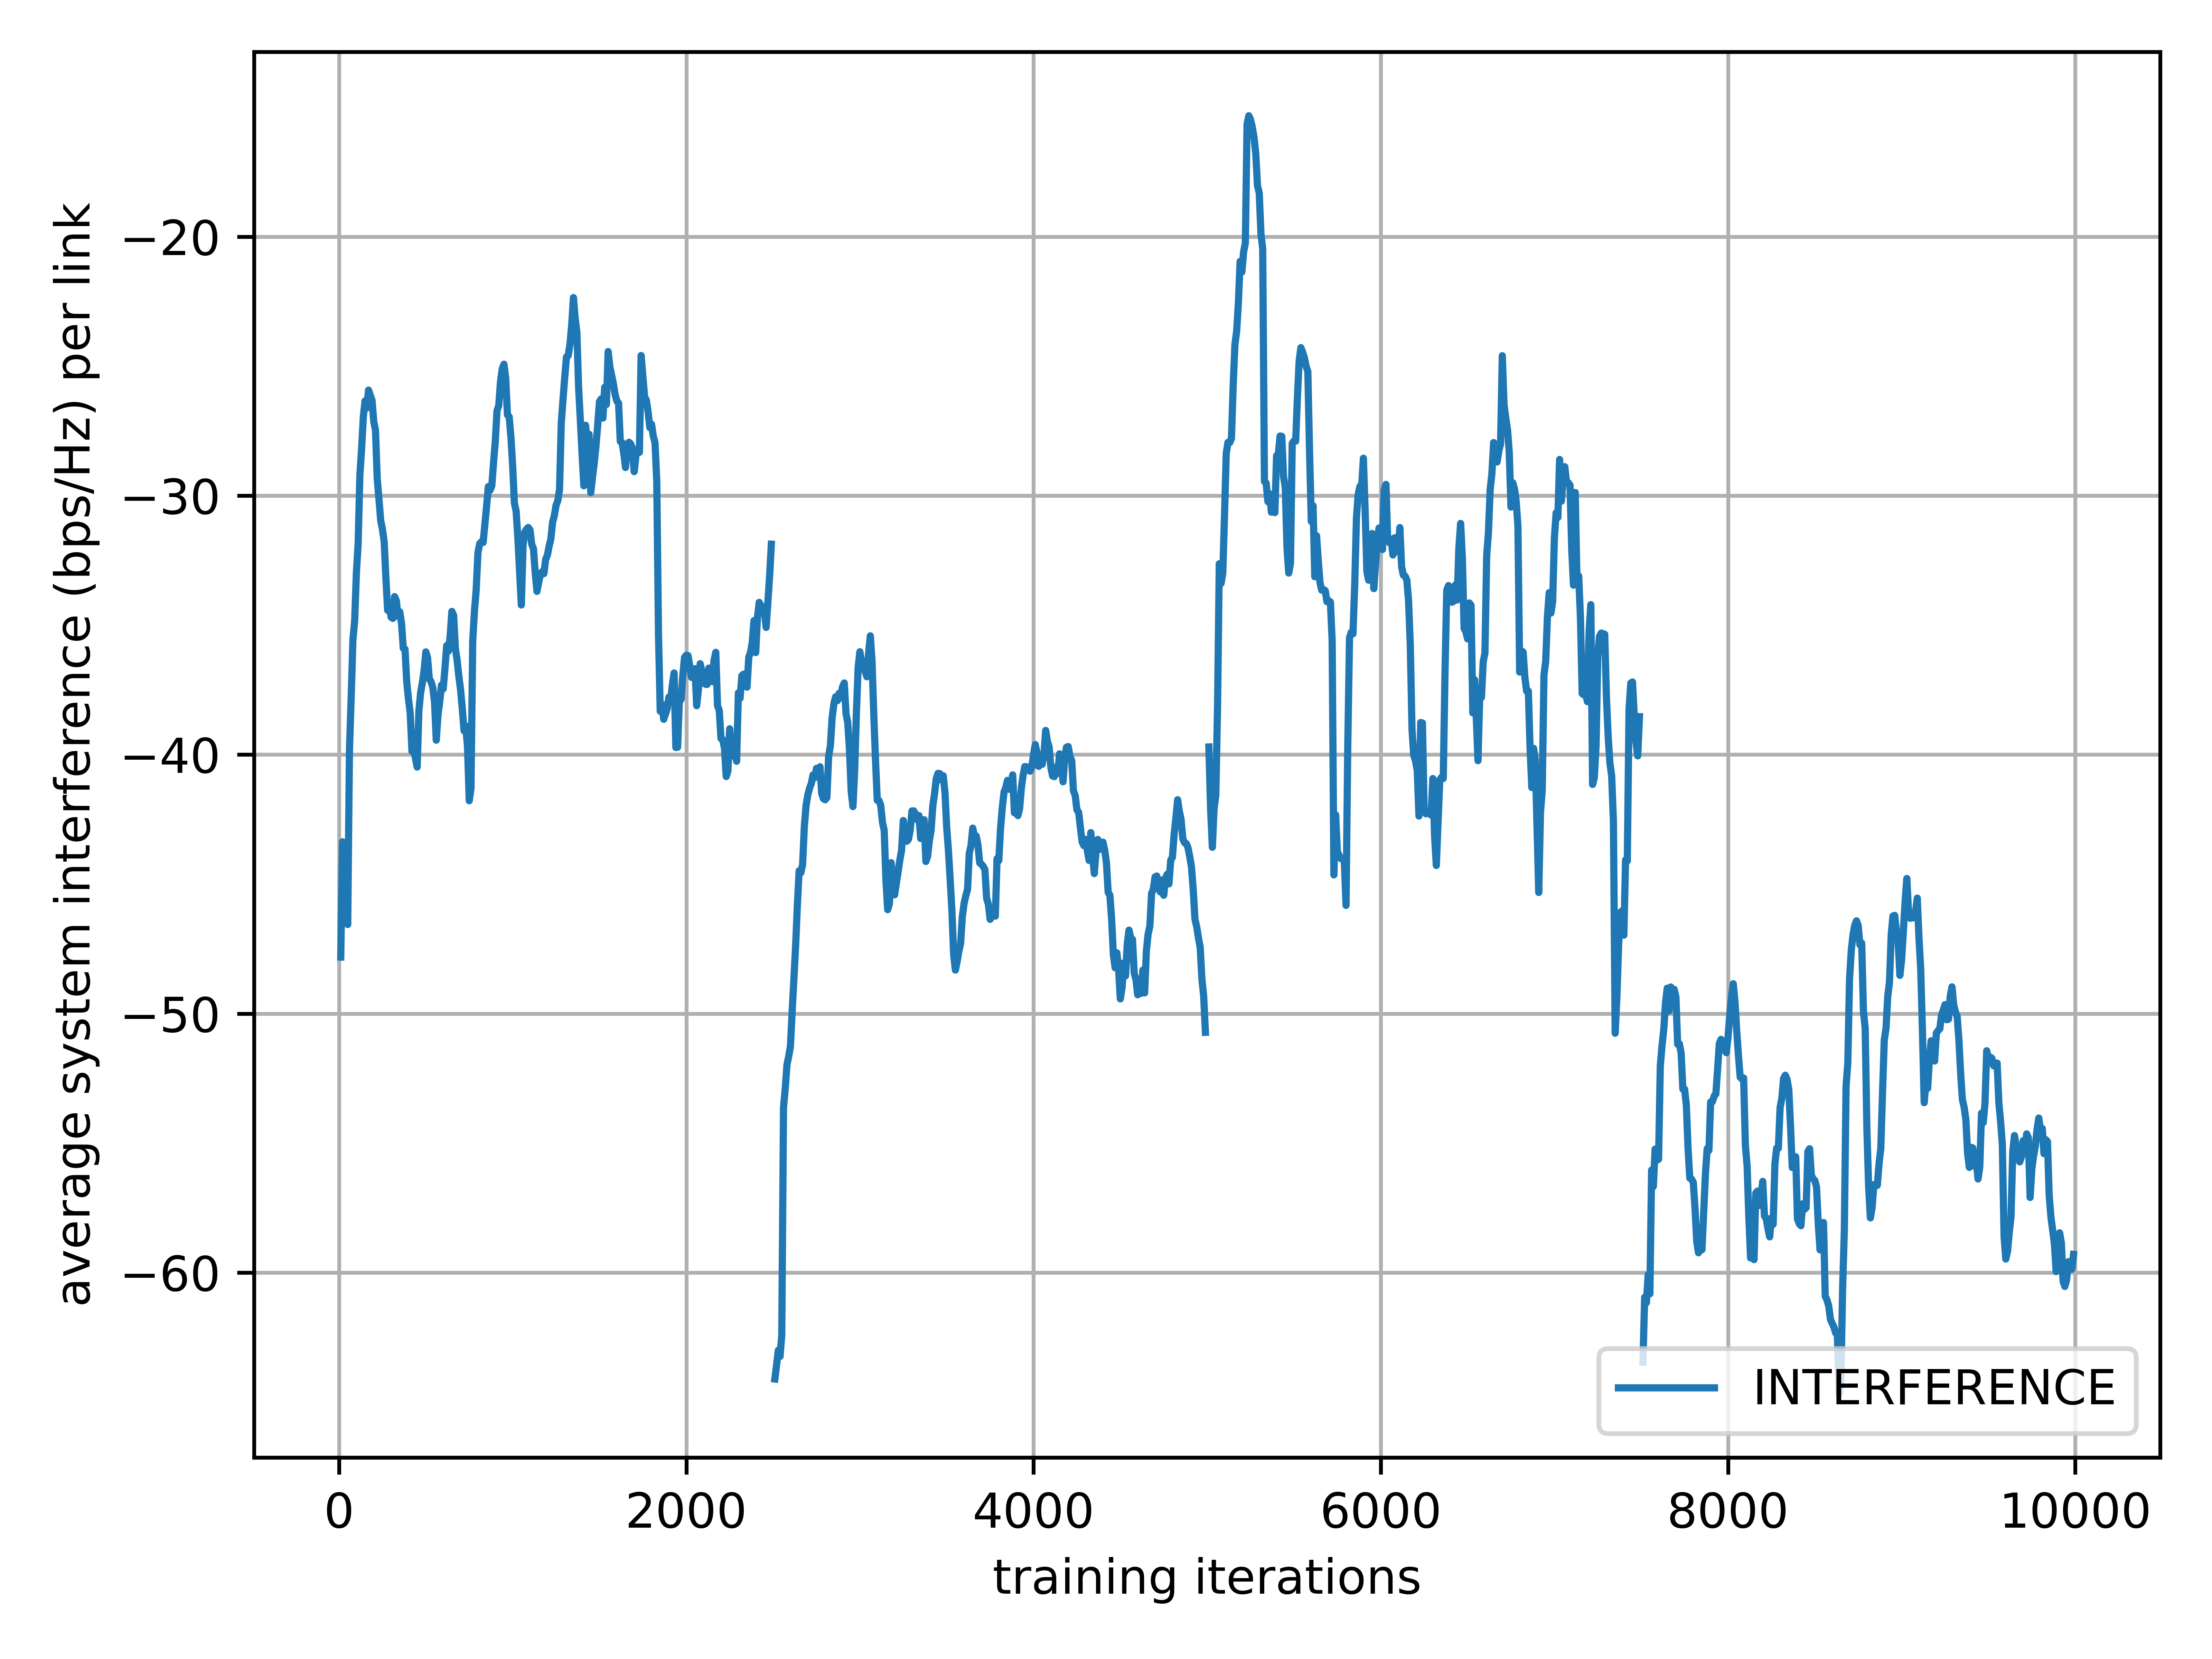 average system interference (bps/Hz) per link
−20
−30
−40
−50
−60
INTERFERENCE
0 2000 4000 6000 8000 10000
training iterations